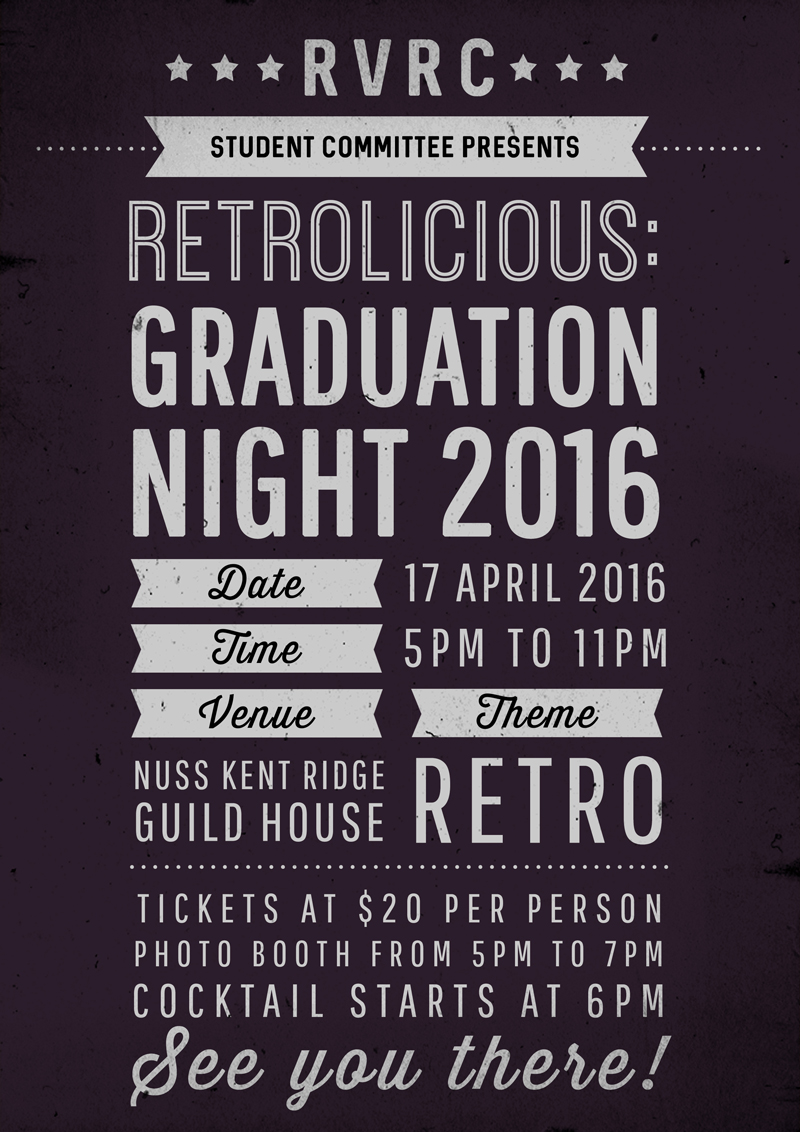 RVRC
STUDENT COMMITTEE PRESENTS
RETROLICIOUS:
GRADUATION
NIGHT 2016
Date 17 APRIL 2016
Time 5PM TO 11PM
Venue
NUSS KENT RIDGE
GUILD HOUSE
Theme
RETRO
TICKETS AT $20 PER PERSON
PHOTO BOOTH FROM 5PM TO 7PM
COCKTAIL STARTS AT 6PM
See you there!